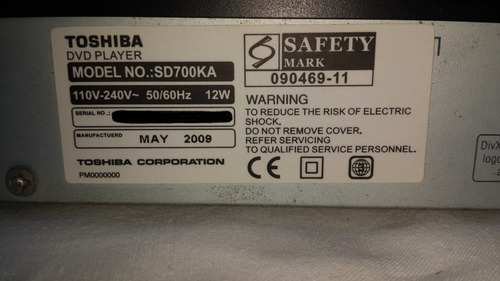 TOSHIBA
DVD PLAYER
MODEL NO.:SD700KA
110V-240V~ 50/60Hz 12W
SERIAL NO.:
MANUFACTUERD MAY 2009
TOSHIBA CORPORATION
PM0000000
SAFETY
MARK
090469-11
WARNING
TO REDUCE THE RISK OF ELECTRIC
SHOCK.
DO NOT REMOVE COVER.
REFER SERVICING
TO QUALIFIED SERVICE PERSONNEL.
CE
DivX
logo